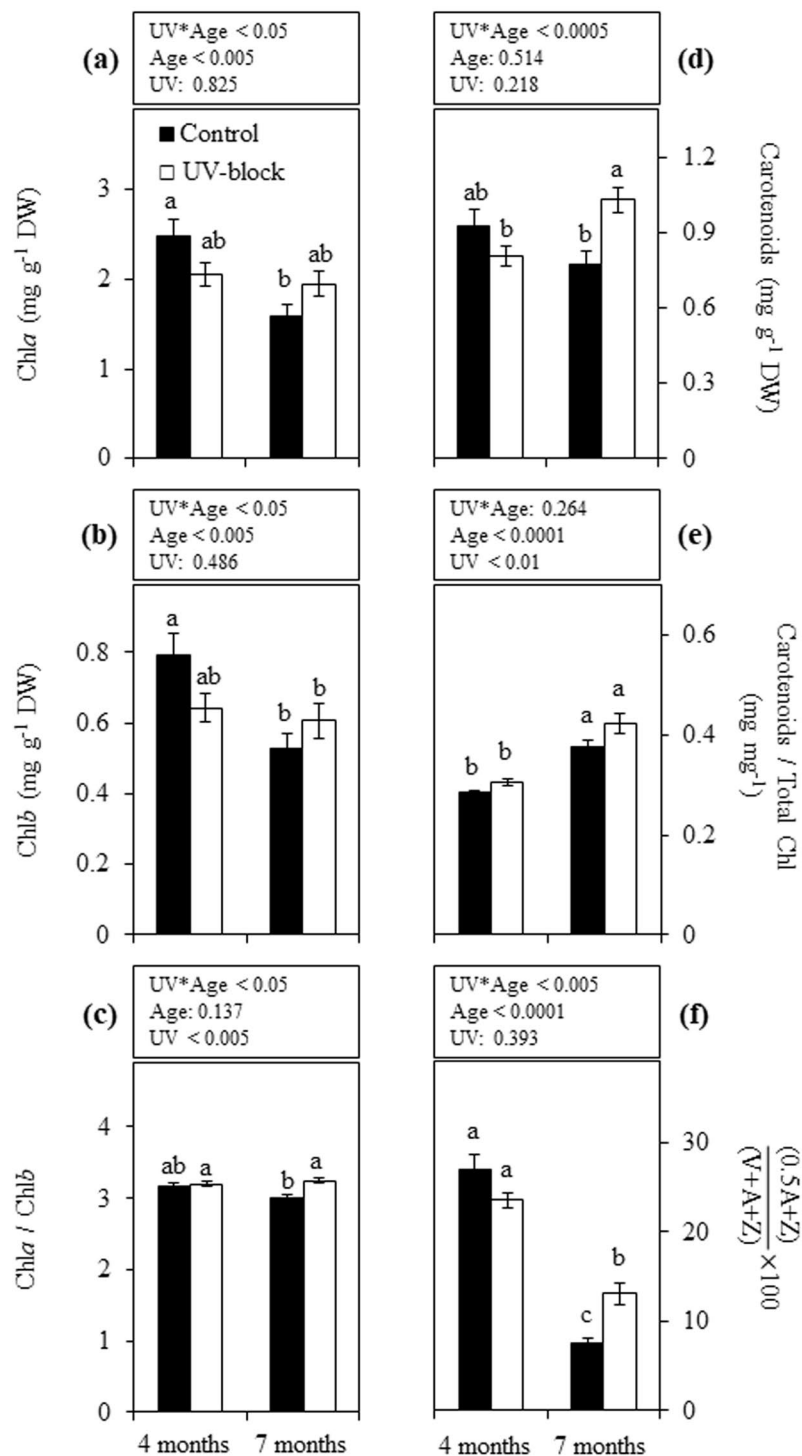 (a)
UV*Age < 0.05
Age < 0.005
UV: 0.825
Control
UV-block
Chla (mg g-1 DW)
3
2
1
0
a
ab
b
ab
(d)
UV*Age < 0.0005
Age: 0.514
UV: 0.218
Carotenoids (mg g-1 DW)
1.2
0.9
0.6
0.3
0
ab
b
b
a
(b)
UV*Age < 0.05
Age < 0.005
UV: 0.486
Chlb (mg g-1 DW)
0.8
0.6
0.4
0.2
0
a
ab
b
b
(e)
UV*Age: 0.264
Age < 0.0001
UV < 0.01
Carotenoids / Total Chl
(mg mg-1)
0.6
0.4
0.2
0
b
b
a
a
(c)
UV*Age < 0.05
Age: 0.137
UV < 0.005
Chla / Chlb
4
3
2
1
0
ab
a
b
a
4 months
7 months
(f)
UV*Age < 0.005
Age < 0.0001
UV: 0.393
(0.5A+Z)
(V+A+Z)
×100
30
20
10
0
a
a
c
b
4 months
7 months